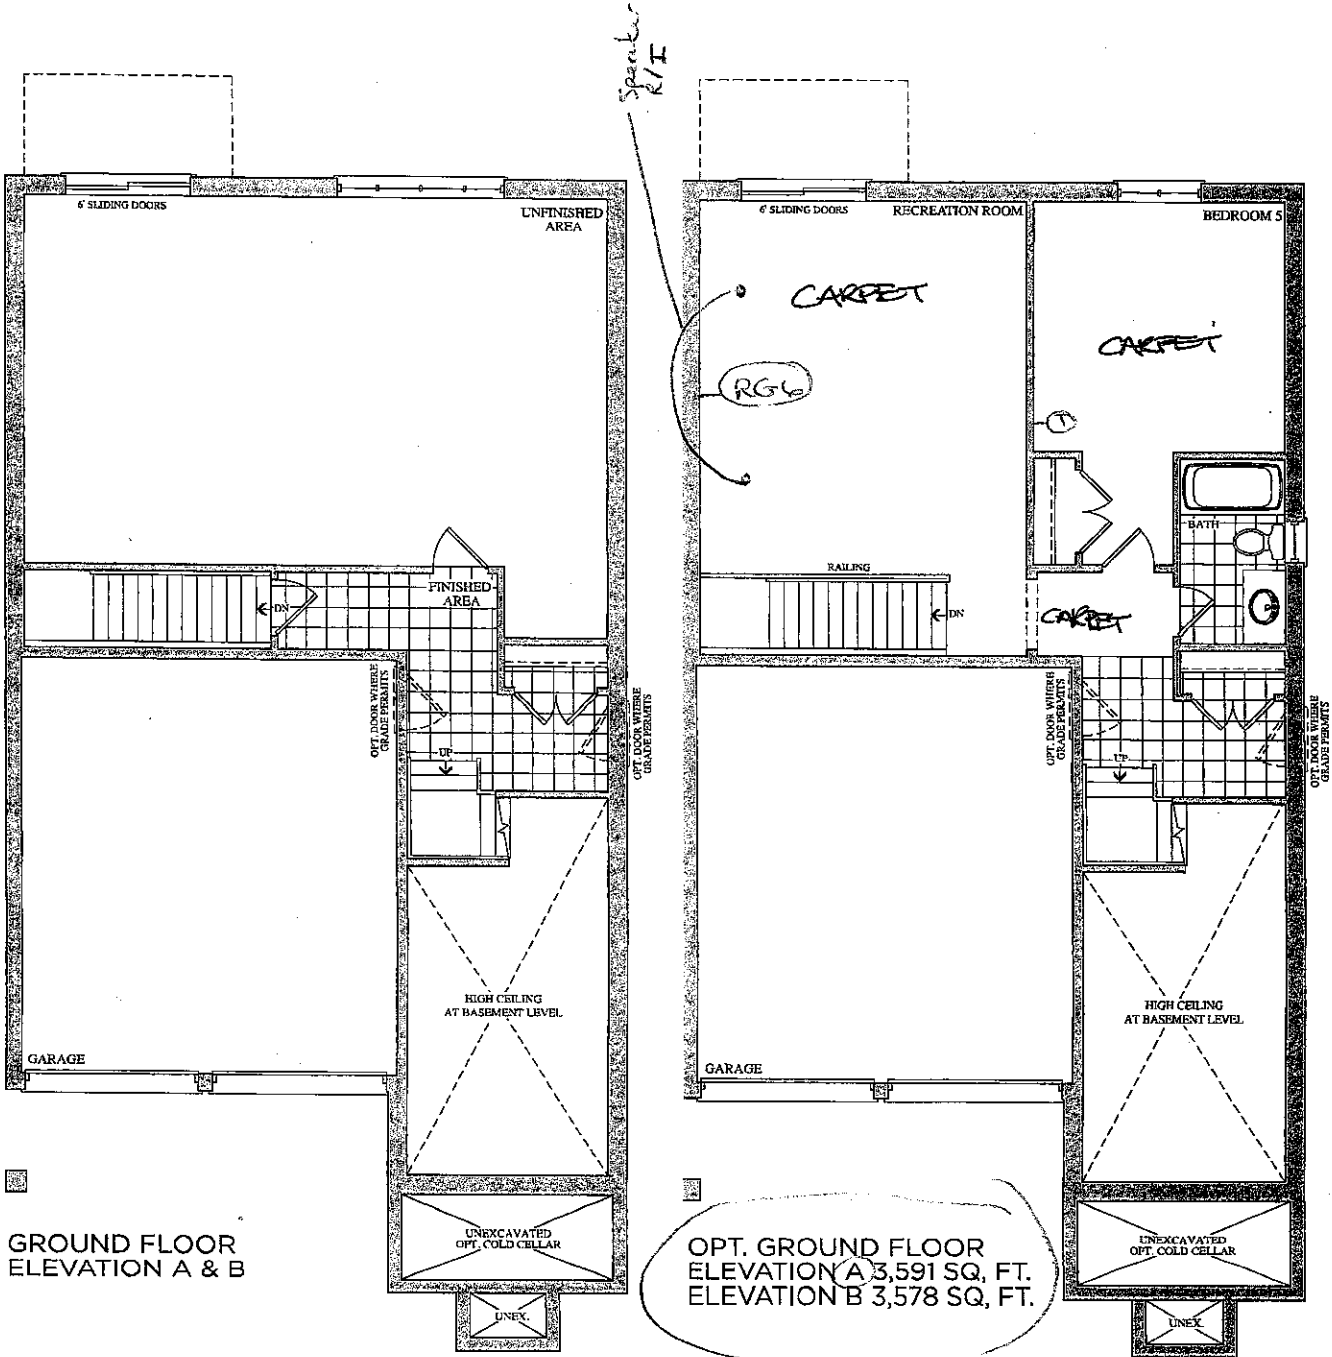 Speaker
R/I
6' SLIDING DOORS
UNFINISHED
AREA
FINISHED
AREA
DN
OPT. DOOR WHERE
GRADE PERMITS
OPT. DOOR WHERE
GRADE PERMITS
UP
HIGH CEILING
AT BASEMENT LEVEL
GARAGE
UNEXCAVATED
OPT. COLD CELLAR
UNEX.
GROUND FLOOR
ELEVATION A & B
6' SLIDING DOORS
RECREATION ROOM
BEDROOM 5
CARPET
CARPET
RG6
T
BATH
RAILING
DN
CARPET
OPT. DOOR WHERE
GRADE PERMITS
OPT. DOOR WHERE
GRADE PERMITS
UP
HIGH CEILING
AT BASEMENT LEVEL
GARAGE
UNEXCAVATED
OPT. COLD CELLAR
UNEX.
OPT. GROUND FLOOR
ELEVATION A 3,591 SQ, FT.
ELEVATION B 3,578 SQ, FT.